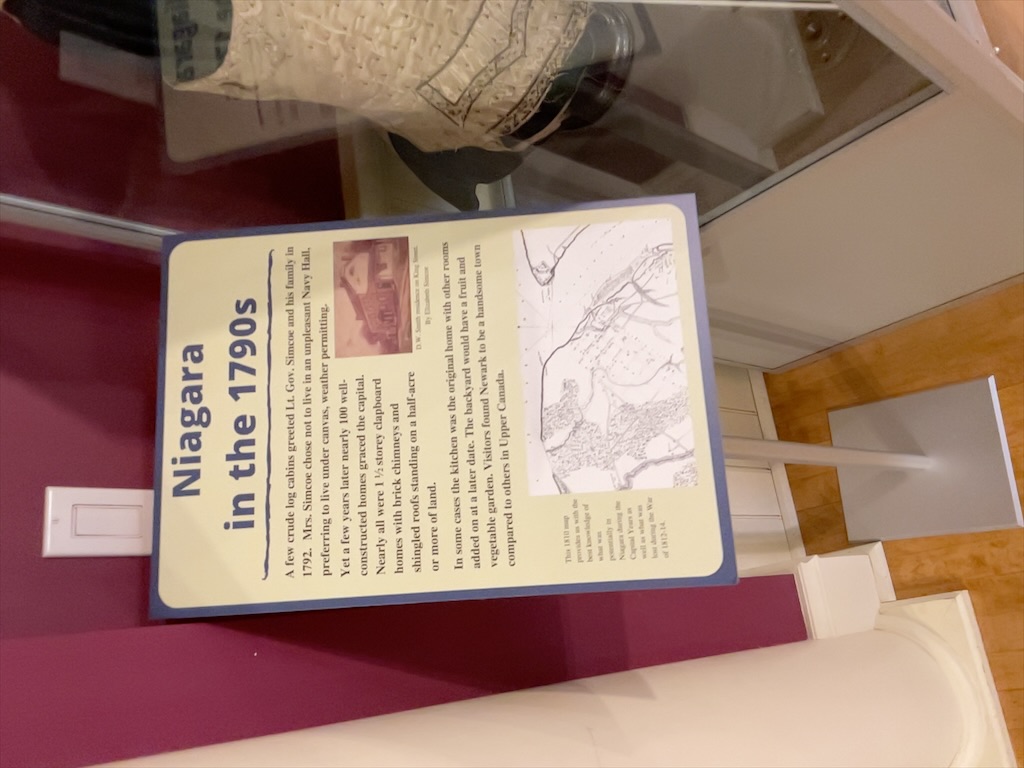 Niagara
in the 1790s
A few crude log cabins greeted Lt. Gov. Simcoe and his family in
1792. Mrs. Simcoe chose not to live in an unpleasant Navy Hall,
preferring to live under canvas, weather permitting.
Yet a few years later nearly 100 well-
constructed homes graced the capital.
Nearly all were 1 ½ storey clapboard
homes with brick chimneys and
shingled roofs standing on a half-acre
or more of land.
D.W. Smith residence on King Street.
By Elizabeth Simcoe
In some cases the kitchen was the original home with other rooms
added on at a later date. The backyard would have a fruit and
vegetable garden. Visitors found Newark to be a handsome town
compared to others in Upper Canada.
This 1810 map
provides us with the
best knowledge of
what was
potentially in
Niagara during the
Capital Years as
well as what was
lost during the War
of 1812-14.